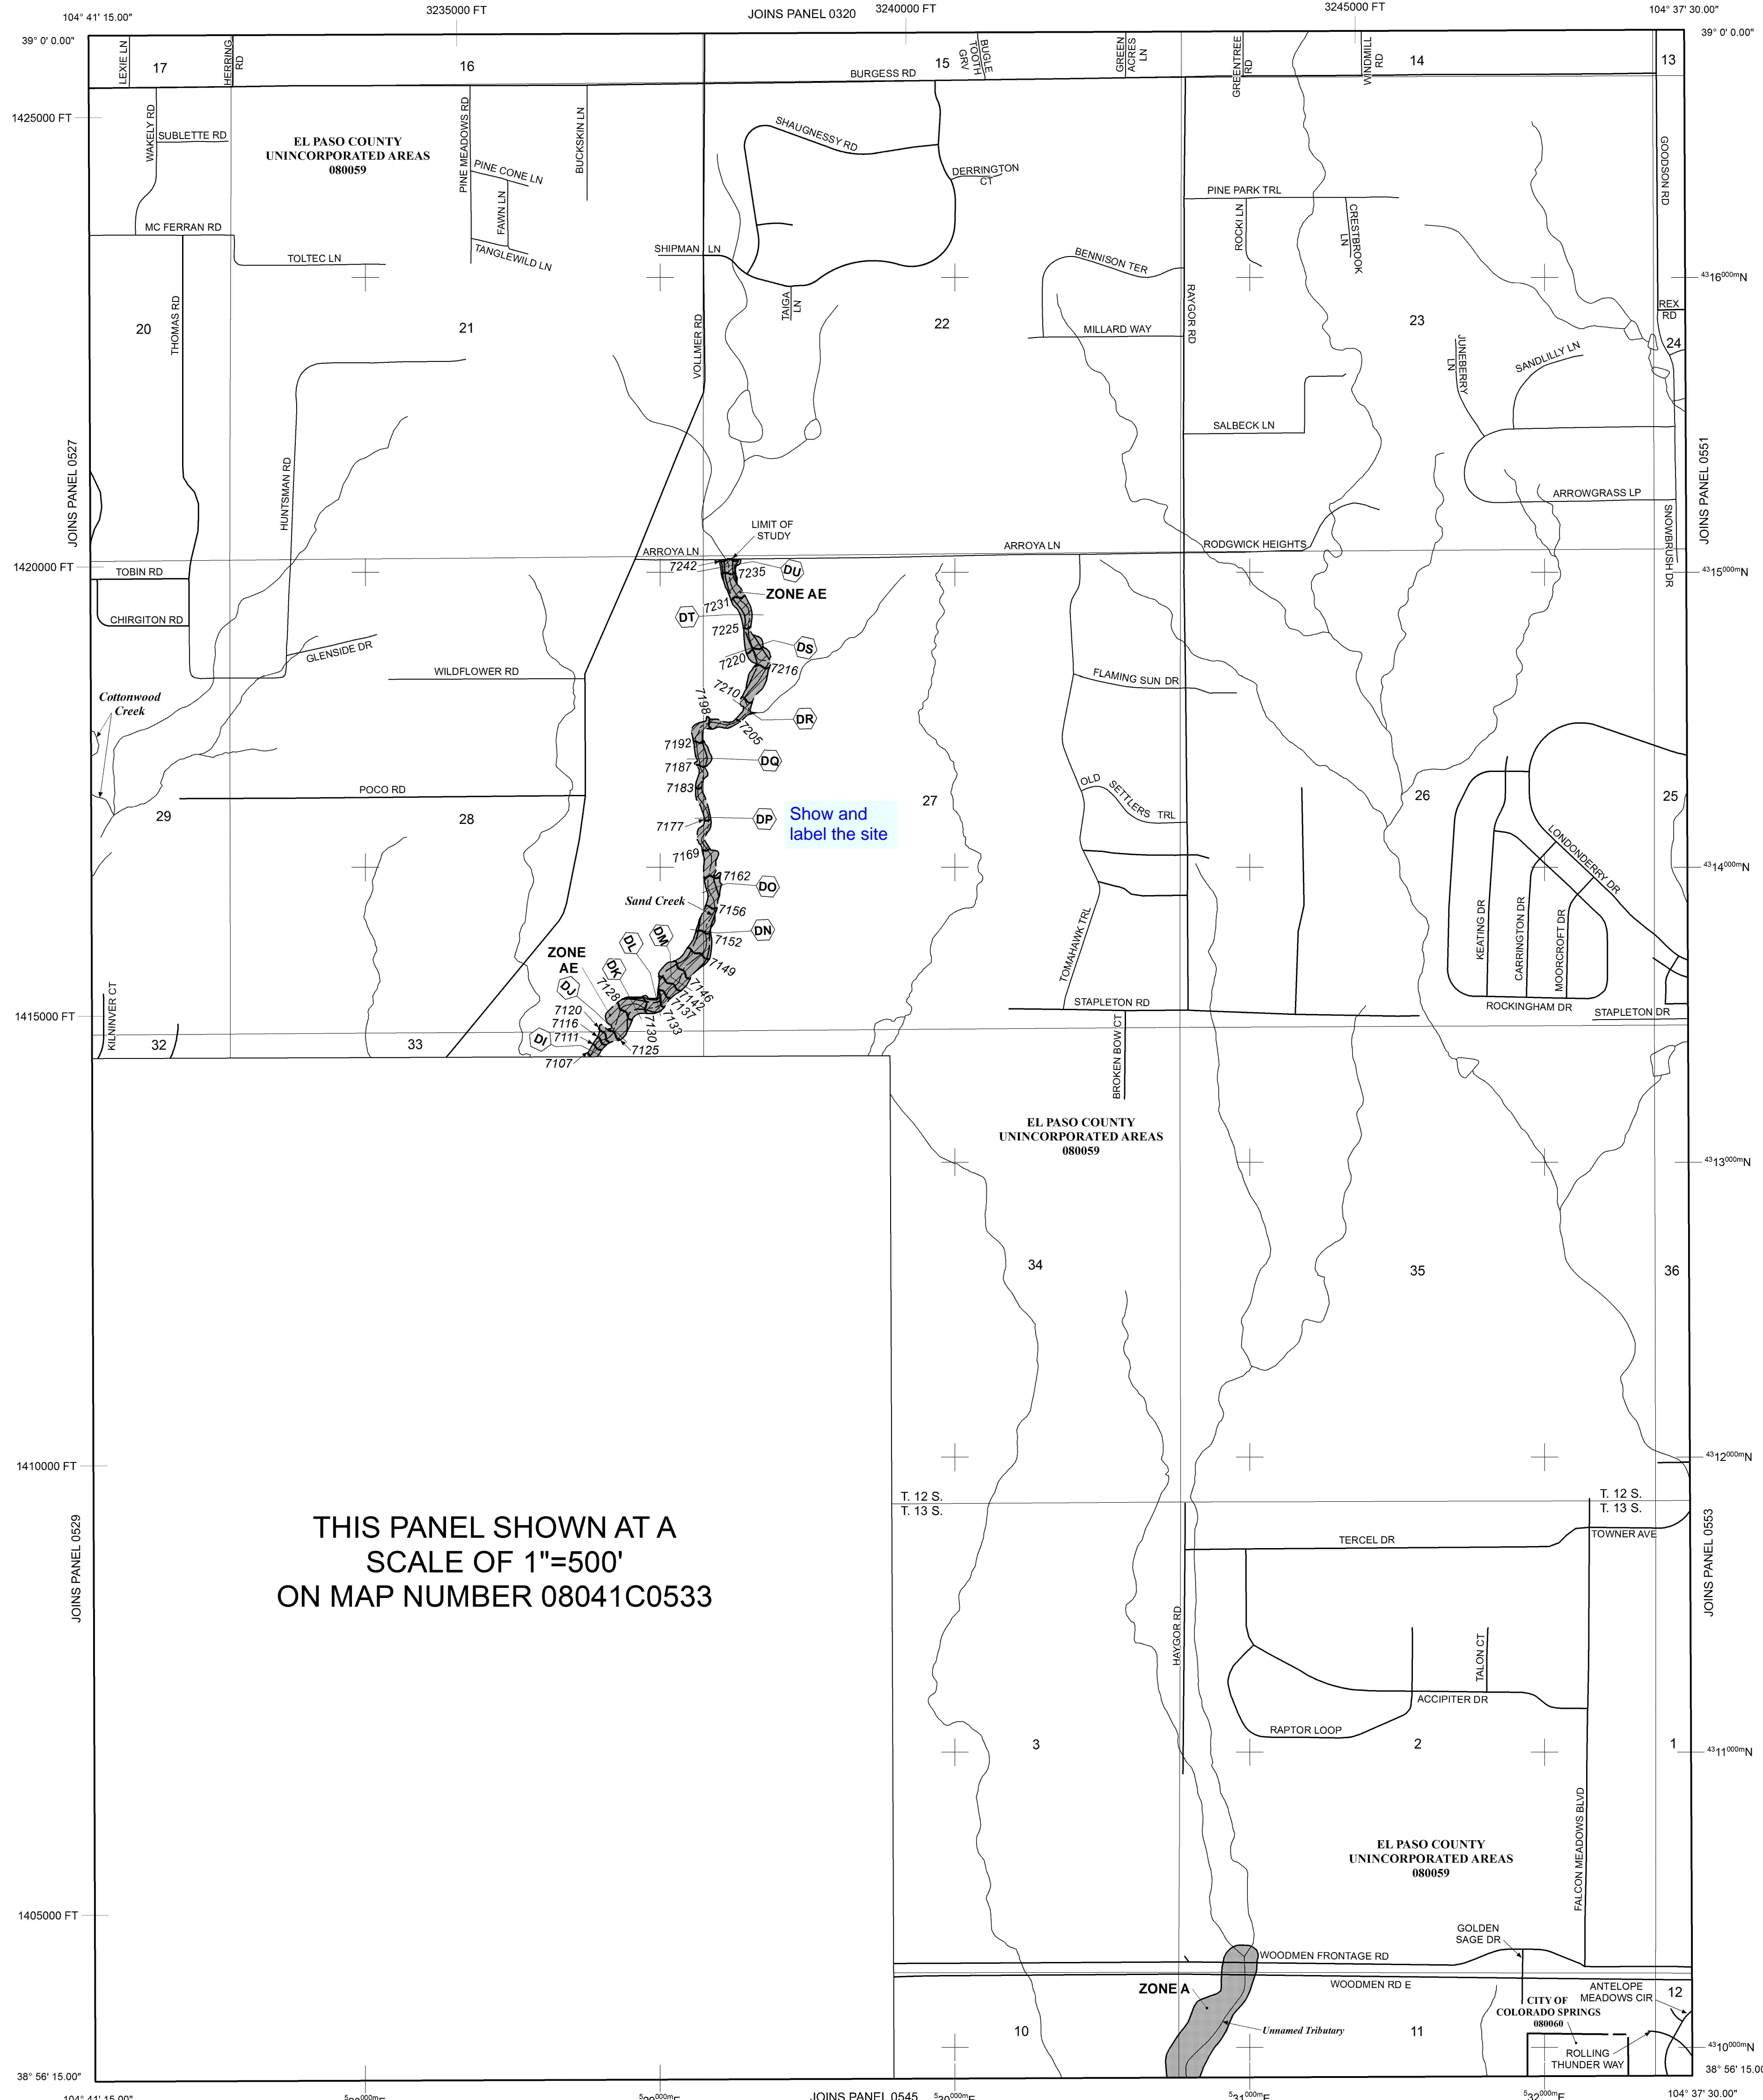 104° 41' 15.00"
3235000 FT
JOINS PANEL 0320
3240000 FT
3245000 FT
104° 37' 30.00"
39° 0' 0.00"
39° 0' 0.00"
LEXIE LN
17
HERRING
RD
16
15
BUGLE
TOOTH
GRV
GREEN
ACRES
LN
GREENTREE
RD
WINDMILL
RD
14
13
BURGESS RD
1425000 FT
WAKELY RD
SUBLETTE RD
EL PASO COUNTY
UNINCORPORATED AREAS
080059
PINE MEADOWS RD
PINE CONE LN
FAWN LN
TANGLEWILD LN
BUCKSKIN LN
SHAUGNESSY RD
DERRINGTON
CT
PINE PARK TRL
ROCKI LN
CRESTBROOK
LN
GOODSON RD
MC FERRAN RD
TOLTEC LN
SHIPMAN LN
TAIGA
LN
BENNISON TER
MILLARD WAY
RAYGOR RD
4316000mN
REX
RD
20
THOMAS RD
21
VOLLMER RD
22
23
24
JUNEBERRY
LN
SANDLILLY LN
SALBECK LN
JOINS PANEL 0527
HUNTSMAN RD
ARROWGRASS LP
JOINS PANEL 0551
SNOWBRUSH DR
LIMIT OF
STUDY
ARROYA LN
ARROYA LN
RODGWICK HEIGHTS
1420000 FT
TOBIN RD
7242
7235
DU
ZONE AE
4315000mN
CHIRGITON RD
7231
DT
7225
GLENSIDE DR
DS
7220
7216
WILDFLOWER RD
FLAMING SUN DR
Cottonwood
Creek
7210
7198
DR
7205
7192
7187
DQ
7183
OLD SETTLERS TRL
POCO RD
29
28
27
26
25
DP
7177
Show and
label the site
LONDONDERRY DR
7169
4314000mN
7162
DO
Sand Creek
7156
DN
7152
7149
DM
DL
DK
ZONE
AE
DJ
7128
7146
7142
7137
7133
7130
7120
7116
7111
DI
7125
7107
TOMAHAWK TRL
KEATING DR
CARRINGTON DR
MOORCROFT DR
ROCKINGHAM DR
STAPLETON RD
STAPLETON DR
1415000 FT
KILNINVER CT
32
33
BROKEN BOW CT
EL PASO COUNTY
UNINCORPORATED AREAS
080059
4313000mN
34
35
36
1410000 FT
4312000mN
T. 12 S.
T. 13 S.
T. 12 S.
T. 13 S.
JOINS PANEL 0529
THIS PANEL SHOWN AT A
SCALE OF 1"=500'
ON MAP NUMBER 08041C0533
TERCEL DR
TOWNER AVE
JOINS PANEL 0553
HAYGOR RD
TALON CT
ACCIPITER DR
RAPTOR LOOP
3
2
1
4311000mN
FALCON MEADOWS BLVD
EL PASO COUNTY
UNINCORPORATED AREAS
080059
1405000 FT
GOLDEN
SAGE DR
WOODMEN FRONTAGE RD
WOODMEN RD E
ZONE A
ANTELOPE
MEADOWS CIR
12
CITY OF
COLORADO SPRINGS
080060
10
Unnamed Tributary
11
ROLLING
THUNDER WAY
4310000mN
38° 56' 15.00"
38° 56' 15.00"
104° 41' 15.00"
JOINS PANEL 0545
530000mE
531000mE
532000mE
104° 37' 30.00"